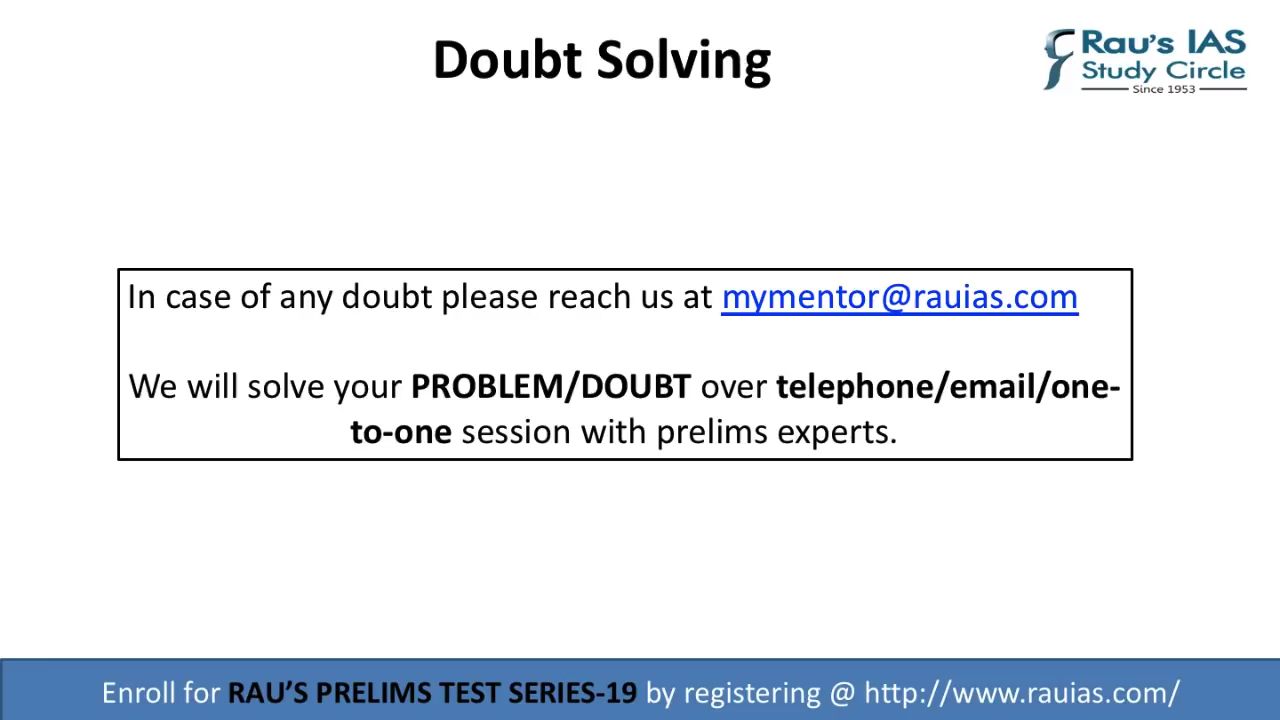 Doubt Solving
Rau's IAS
Study Circle
Since 1953
In case of any doubt please reach us at mymentor@rauias.com
We will solve your PROBLEM/DOUBT over telephone/email/one-
to-one session with prelims experts.
Enroll for RAU’S PRELIMS TEST SERIES-19 by registering @ http://www.rauias.com/